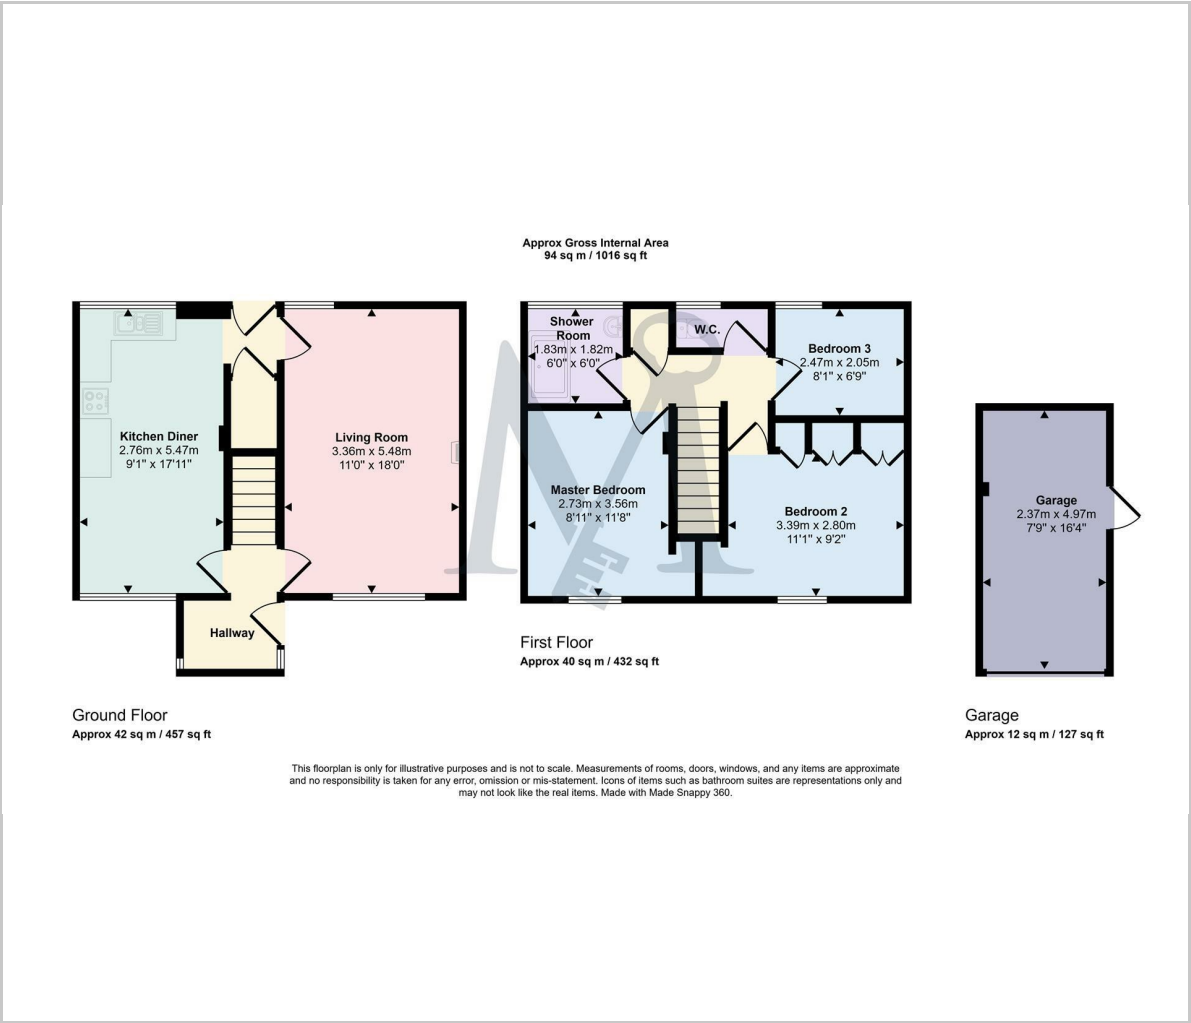 Approx Gross Internal Area
94 sq m / 1016 sq ft
Shower
Room
1.83m x 1.82m
6'0" x 6'0"
W.C.
Bedroom 3
2.47m x 2.05m
8'1" x 6'9"
Kitchen Diner
2.76m x 5.47m
9'1" x 17'11"
Living Room
3.36m x 5.48m
11'0" x 18'0"
Master Bedroom
2.73m x 3.56m
8'11" x 11'8"
Bedroom 2
3.39m x 2.80m
11'1" x 9'2"
Garage
2.37m x 4.97m
7'9" x 16'4"
Hallway
First Floor
Approx 40 sq m / 432 sq ft
Ground Floor
Approx 42 sq m / 457 sq ft
Garage
Approx 12 sq m / 127 sq ft
This floorplan is only for illustrative purposes and is not to scale. Measurements of rooms, doors, windows, and any items are approximate
and no responsibility is taken for any error, omission or mis-statement. Icons of items such as bathroom suites are representations only and
may not look like the real items. Made with Made Snappy 360.